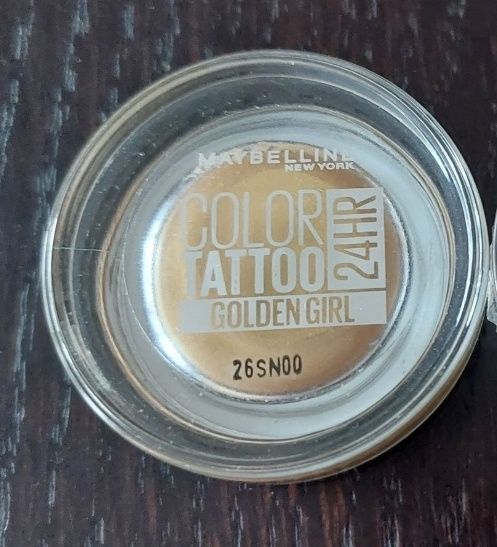 MAYBELLINE
NEW YORK
COLOR
TATTOO
24HR
GOLDEN GIRL
26SN00